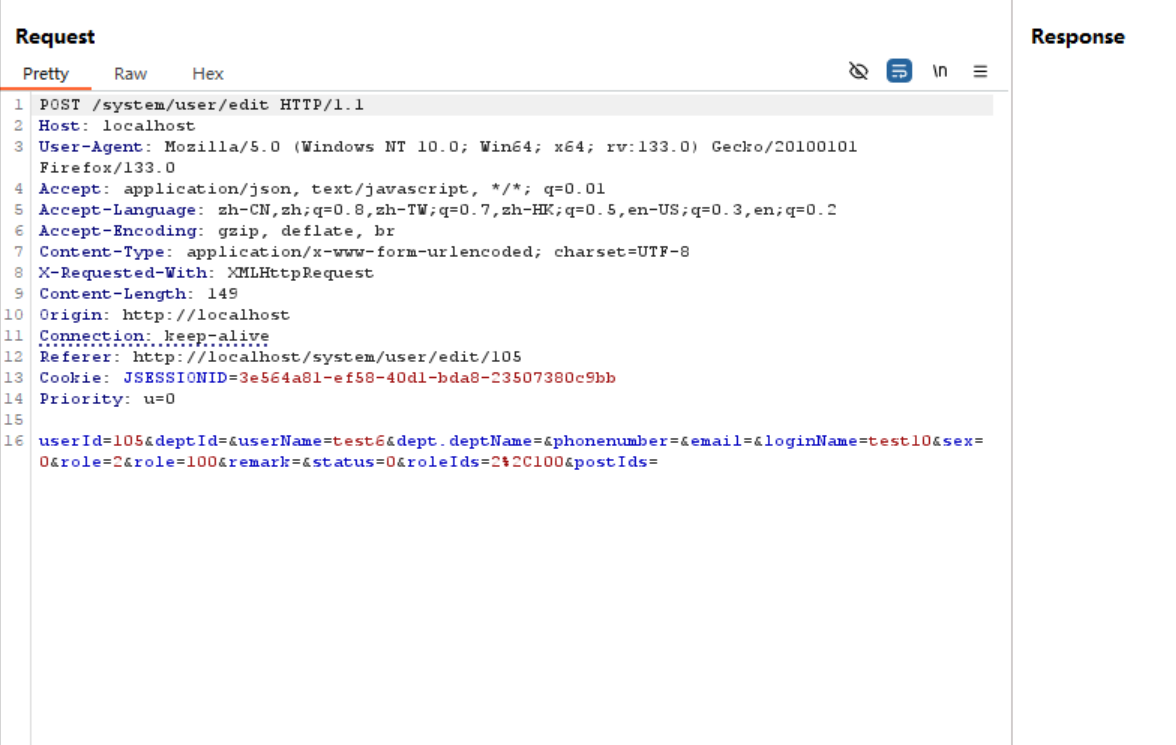 Request
Response
Pretty Raw Hex
\n
1 POST /system/user/edit HTTP/1.1
2 Host: localhost
3 User-Agent: Mozilla/5.0 (Windows NT 10.0; Win64; x64; rv:133.0) Gecko/20100101
Firefox/133.0
4 Accept: application/json, text/javascript, */*; q=0.01
5 Accept-Language: zh-CN,zh;q=0.8,zh-TW;q=0.7,zh-HK;q=0.5,en-US;q=0.3,en;q=0.2
6 Accept-Encoding: gzip, deflate, br
7 Content-Type: application/x-www-form-urlencoded; charset=UTF-8
8 X-Requested-With: XMLHttpRequest
9 Content-Length: 149
10 Origin: http://localhost
11 Connection: keep-alive
12 Referer: http://localhost/system/user/edit/105
13 Cookie: JSESSIONID=3e564a81-ef58-40d1-bda8-23507380c9bb
14 Priority: u=0
15
16 userId=105&deptId=&userName=test6&dept.deptName=&phonenumber=&email=&loginName=test10&sex=
0&role=2&role=100&remark=&status=0&roleIds=2%2C100&postIds=